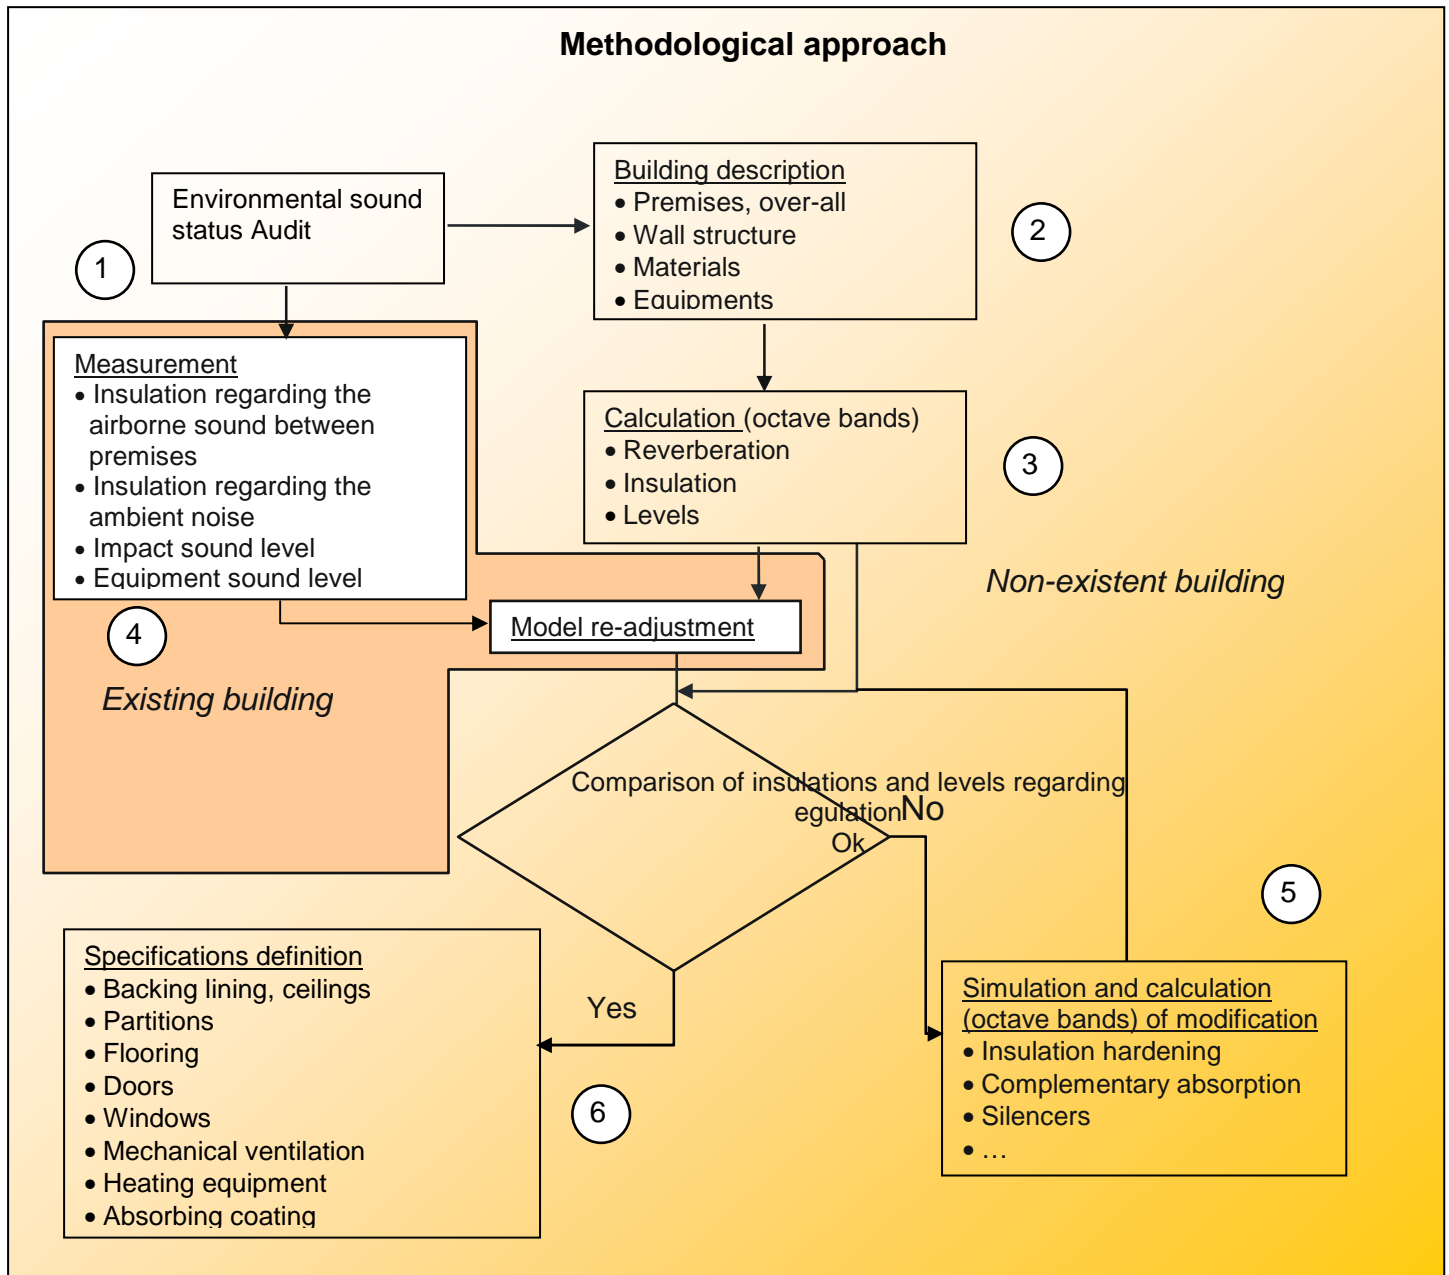 Methodological approach
Environmental sound
status Audit
1
Building description
• Premises, over-all
• Wall structure
• Materials
• Equipments
2
Measurement
• Insulation regarding the
airborne sound between
premises
• Insulation regarding the
ambient noise
• Impact sound level
• Equipment sound level
Calculation (octave bands)
• Reverberation
• Insulation
• Levels
3
Non-existent building
4
Model re-adjustment
Existing building
Comparison of insulations and levels regarding
egulation
Ok
No
5
Specifications definition
• Backing lining, ceilings
• Partitions
• Flooring
• Doors
• Windows
• Mechanical ventilation
• Heating equipment
• Absorbing coating
Yes
6
Simulation and calculation
(octave bands) of modification
• Insulation hardening
• Complementary absorption
• Silencers
• …